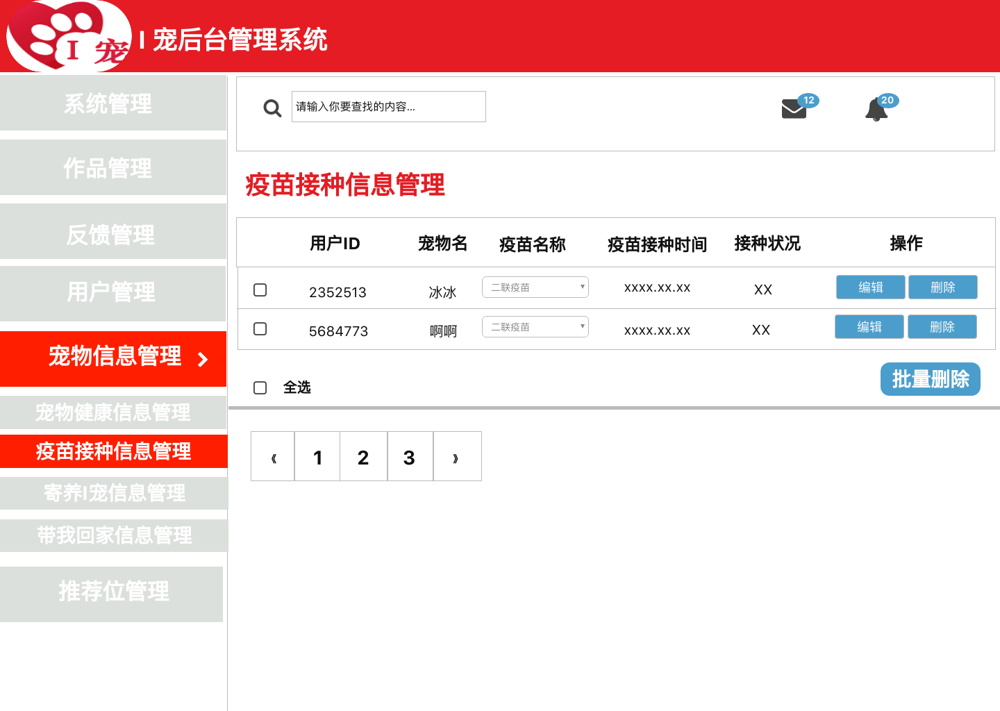 I 宠
I 宠后台管理系统
系统管理
作品管理
反馈管理
用户管理
宠物信息管理
宠物健康信息管理
疫苗接种信息管理
寄养I宠信息管理
带我回家信息管理
推荐位管理
请输入你要查找的内容...
12
20
疫苗接种信息管理
用户ID 宠物名 疫苗名称 疫苗接种时间 接种状况 操作
2352513 冰冰 二联疫苗 xxxx.xx.xx XX 编辑 删除
5684773 啊啊 二联疫苗 xxxx.xx.xx XX 编辑 删除
全选 批量删除
《 1 2 3 》